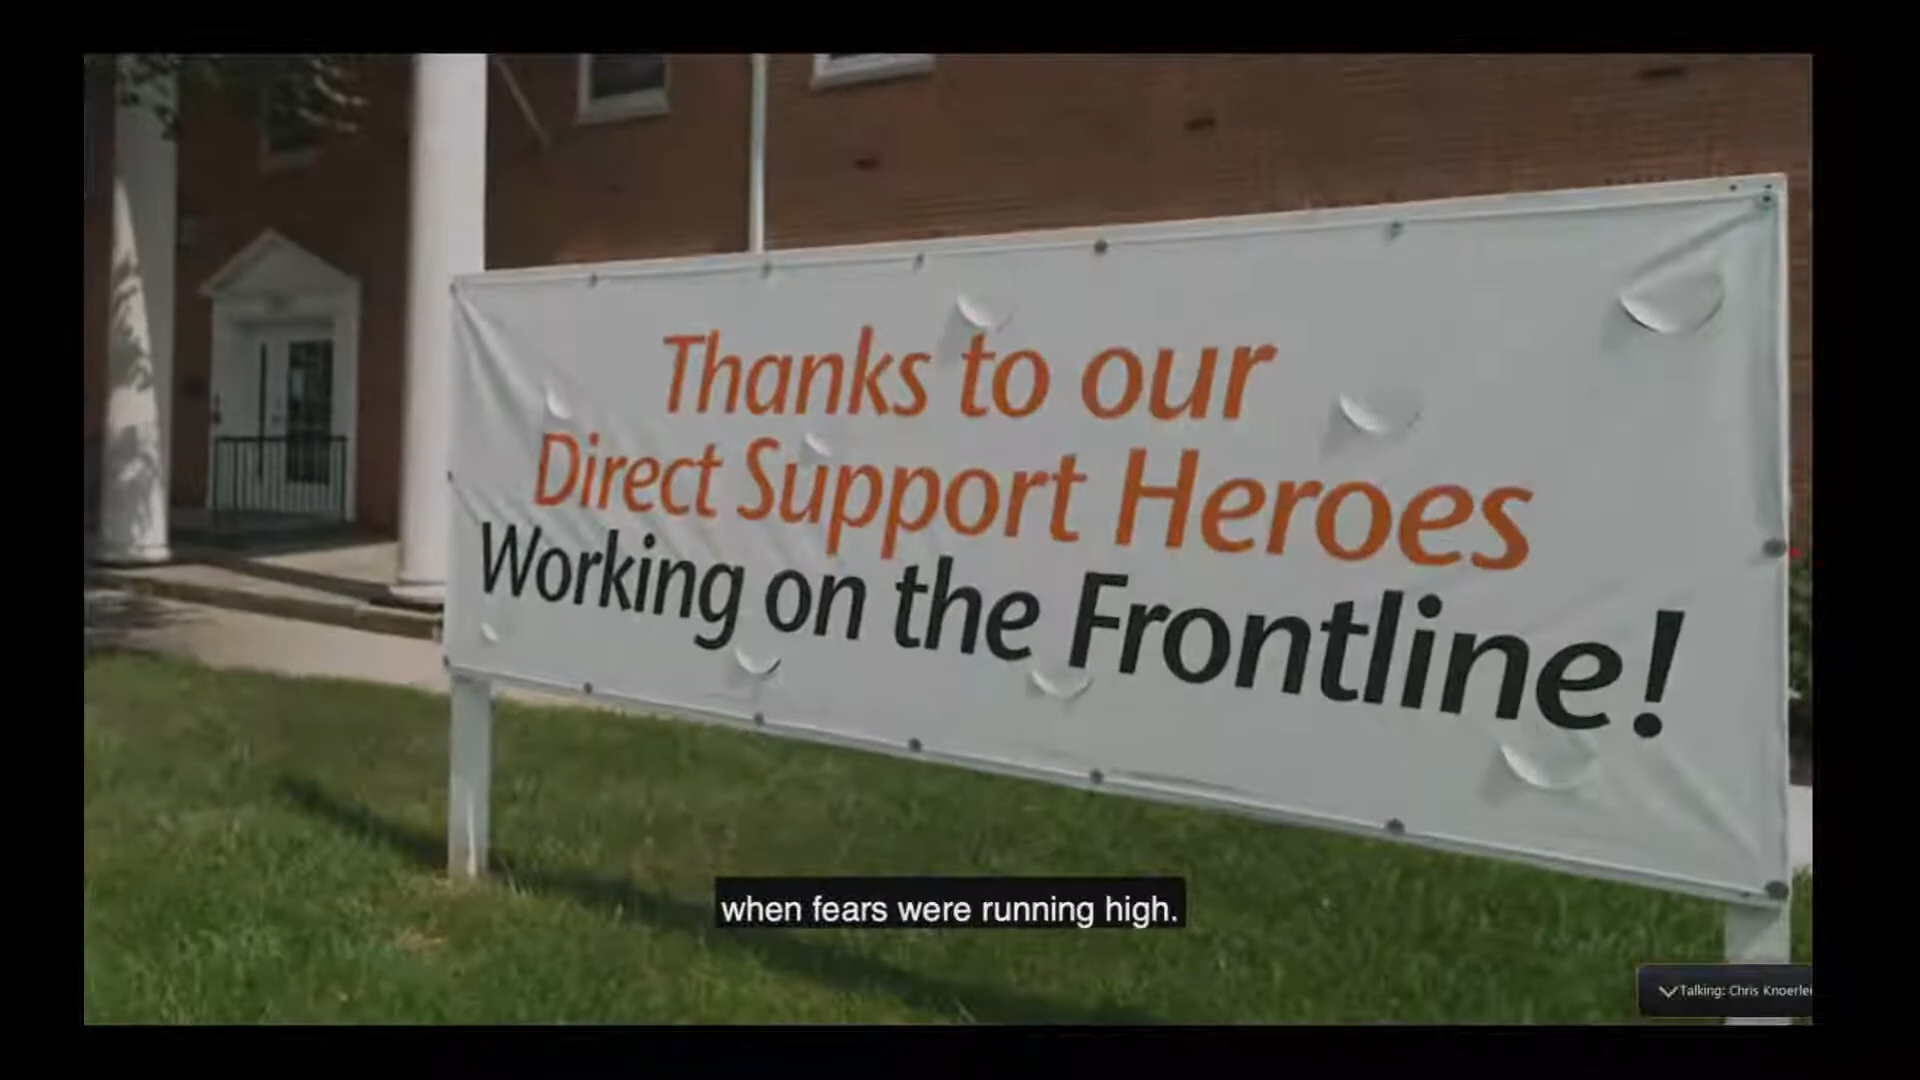 Thanks to our
Direct Support Heroes
Working on the Frontline!
when fears were running high.
Talking: Chris Knoerle